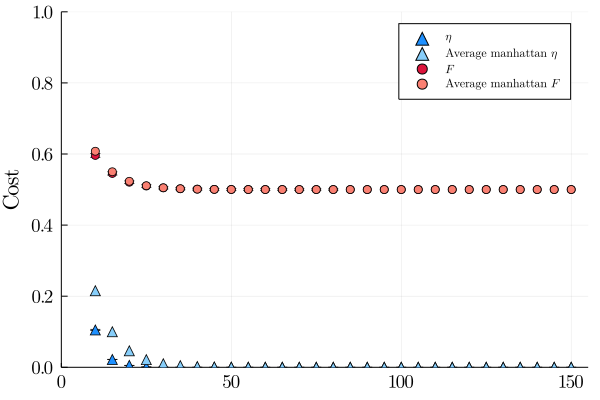 1.0
η
Average manhattan η
F
Average manhattan F
0.8
0.6
Cost
0.4
0.2
0.0
0 50 100 150